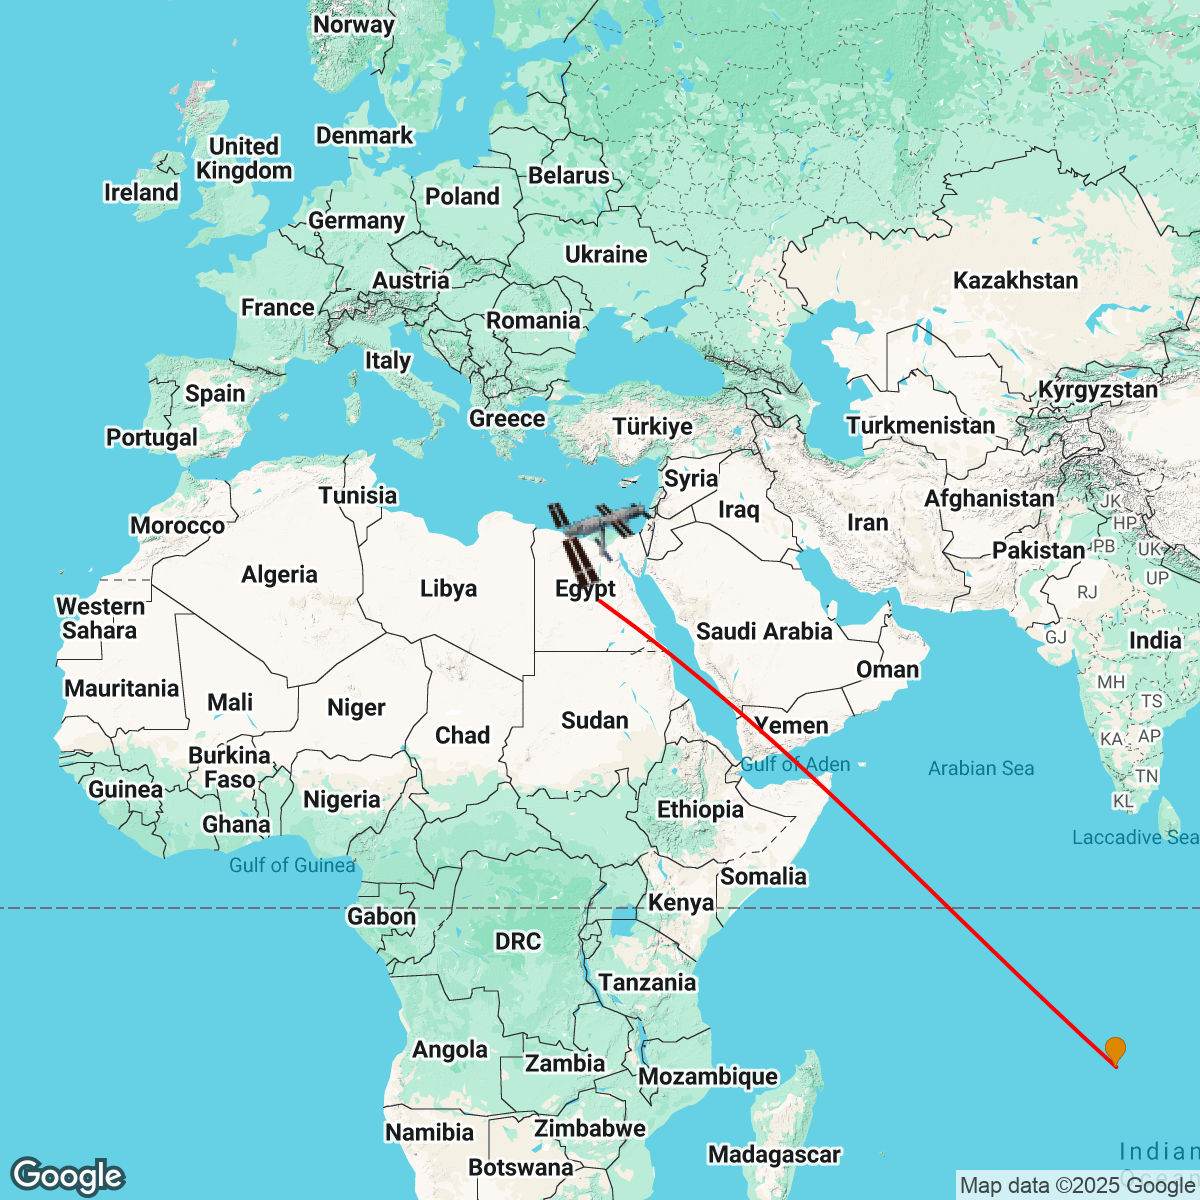 Norway
Denmark
United
Kingdom
Ireland
Belarus
Poland
Germany
Ukraine
Austria
Kazakhstan
France
Romania
Italy
Spain
Kyrgyzstan
Greece
Türkiye
Turkmenistan
Portugal
Syria
Tunisia
Afghanistan
JK
Iraq
Morocco
Iran
HP
Pakistan
PB
UK
Algeria
Libya
Egypt
UP
RJ
Western
Sahara
Saudi Arabia
GJ
India
Oman
Mauritania
MH
Mali
Niger
TS
Sudan
Yemen
Chad
KA
AP
Burkina
Faso
Gulf of Aden
Arabian Sea
TN
Guinea
Nigeria
KL
Ethiopia
Ghana
Laccadive Sea
Gulf of Guinea
Somalia
Kenya
Gabon
DRC
Tanzania
Angola
Zambia
Mozambique
Zimbabwe
Namibia
Madagascar
Indian
Botswana
Google
Map data ©2025 Google